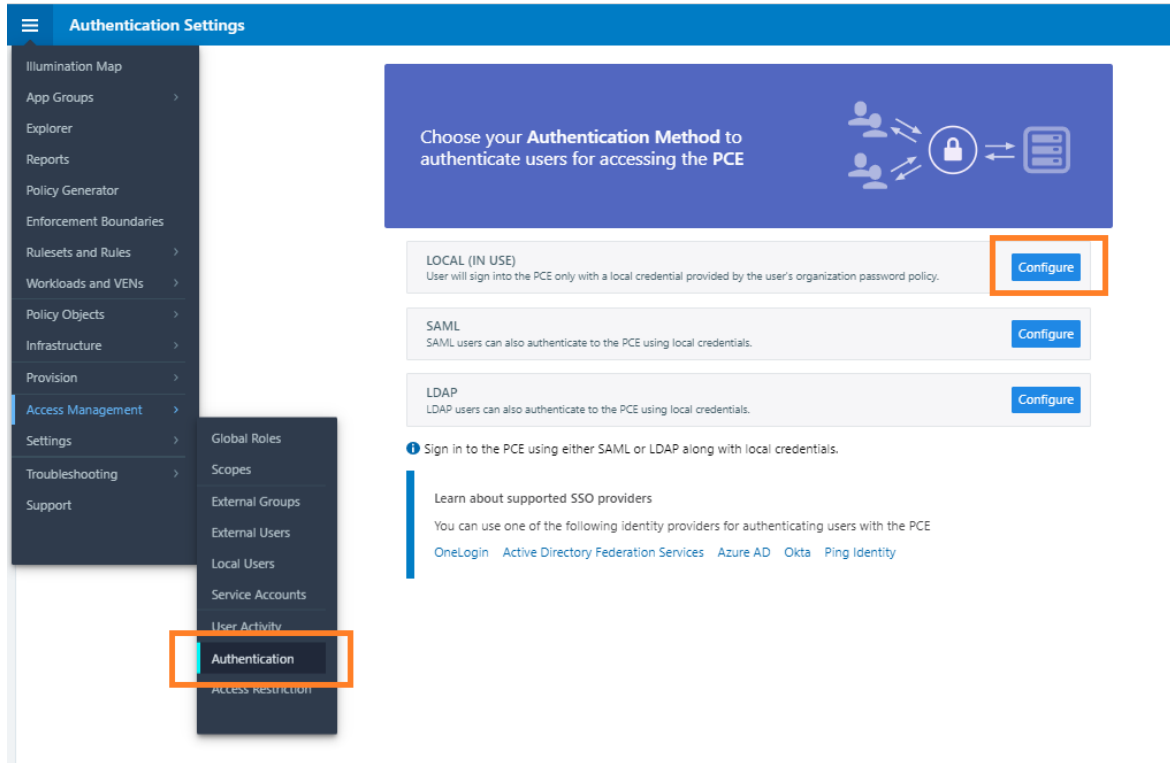 Authentication Settings
Illumination Map
App Groups
Explorer
Reports
Policy Generator
Enforcement Boundaries
Rulesets and Rules
Workloads and VENs
Policy Objects
Infrastructure
Provision
Access Management
Settings
Troubleshooting
Support
Global Roles
Scopes
External Groups
External Users
Local Users
Service Accounts
User Activity
Authentication
Access Restriction
Choose your Authentication Method to
authenticate users for accessing the PCE
LOCAL (IN USE)
User will sign into the PCE only with a local credential provided by the user's organization password policy.
Configure
SAML
SAML users can also authenticate to the PCE using local credentials.
Configure
LDAP
LDAP users can also authenticate to the PCE using local credentials.
Configure
Sign in to the PCE using either SAML or LDAP along with local credentials.
Learn about supported SSO providers
You can use one of the following identity providers for authenticating users with the PCE
OneLogin Active Directory Federation Services Azure AD Okta Ping Identity